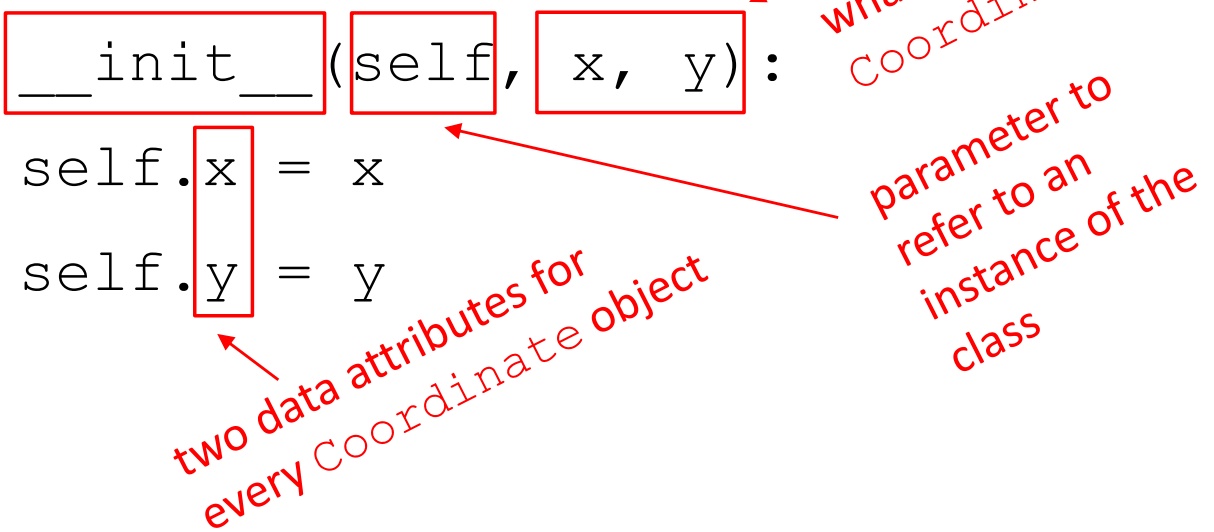 __init__(self, x, y):
self.x = x
self.y = y
two data attributes for
every Coordinate object
parameter to
refer to an
instance of the
class